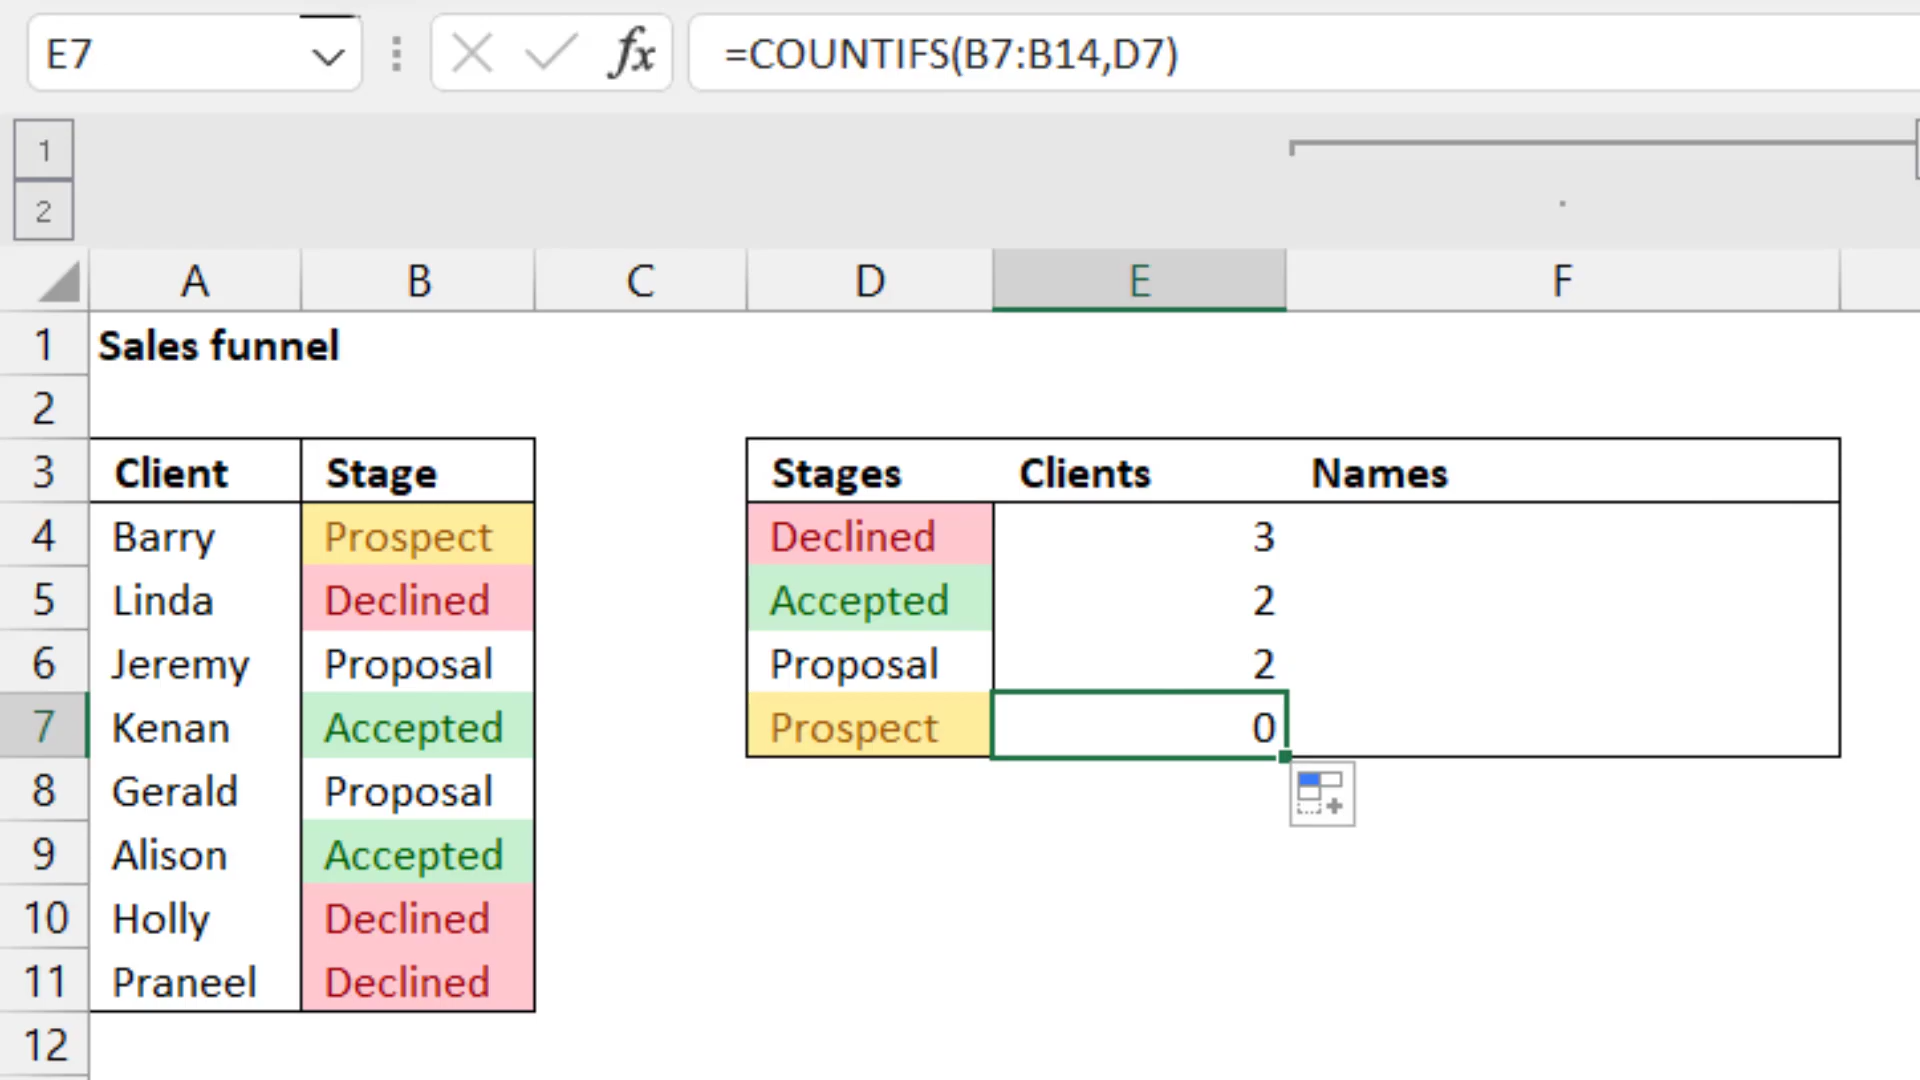 E7 fx =COUNTIFS(B7:B14,D7)
1
2
A B C D E F
1 Sales funnel
2
3 Client Stage Stages Clients Names
4 Barry Prospect Declined 3
5 Linda Declined Accepted 2
6 Jeremy Proposal Proposal 2
7 Kenan Accepted Prospect 0
8 Gerald Proposal
9 Alison Accepted
10 Holly Declined
11 Praneel Declined
12